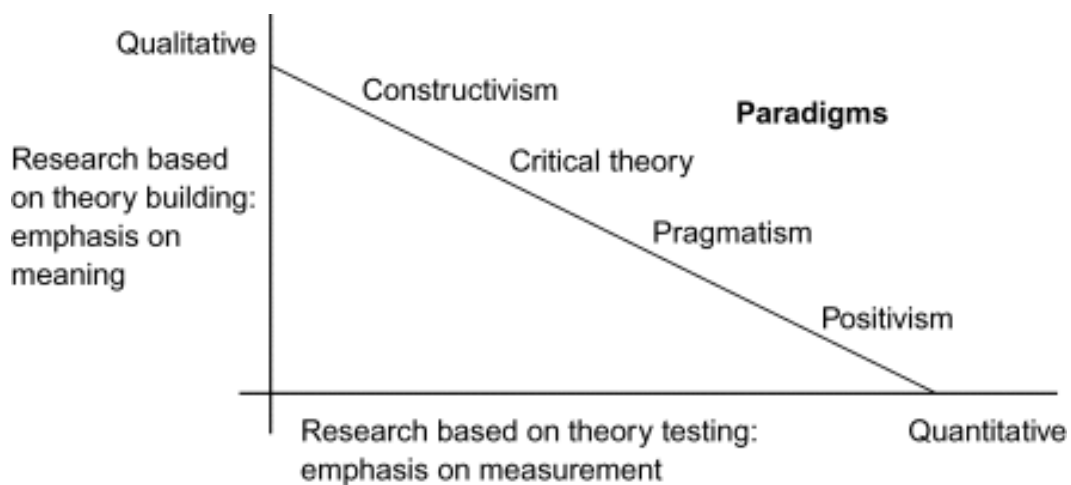 Qualitative
Constructivism
Paradigms
Research based
on theory building:
emphasis on
meaning
Critical theory
Pragmatism
Positivism
Research based on theory testing:
emphasis on measurement
Quantitative